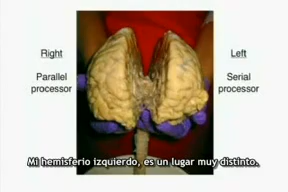 Right
Left
Parallel
processor
Serial
processor
Mi hemisferio izquierdo, es un lugar muy distinto.